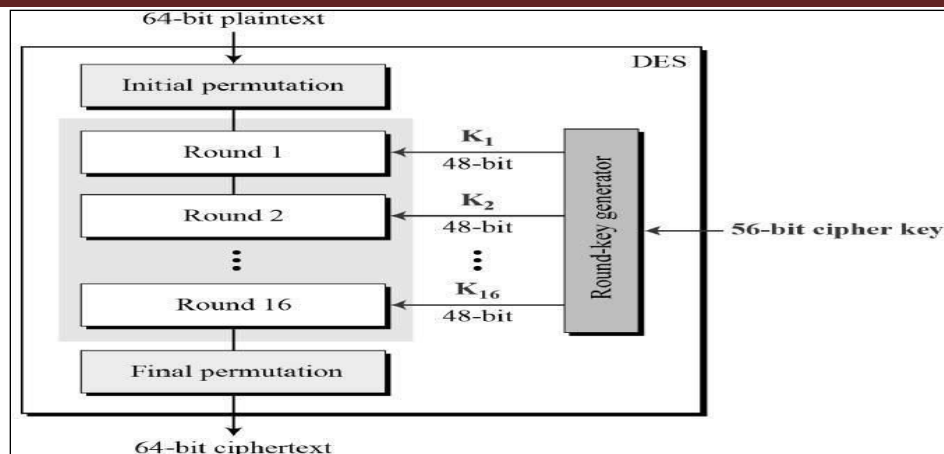 64-bit plaintext
DES
Initial permutation
Round 1
K1
48-bit
Round 2
K2
48-bit
Round-key generator
56-bit cipher key
Round 16
K16
48-bit
Final permutation
64-bit ciphertext